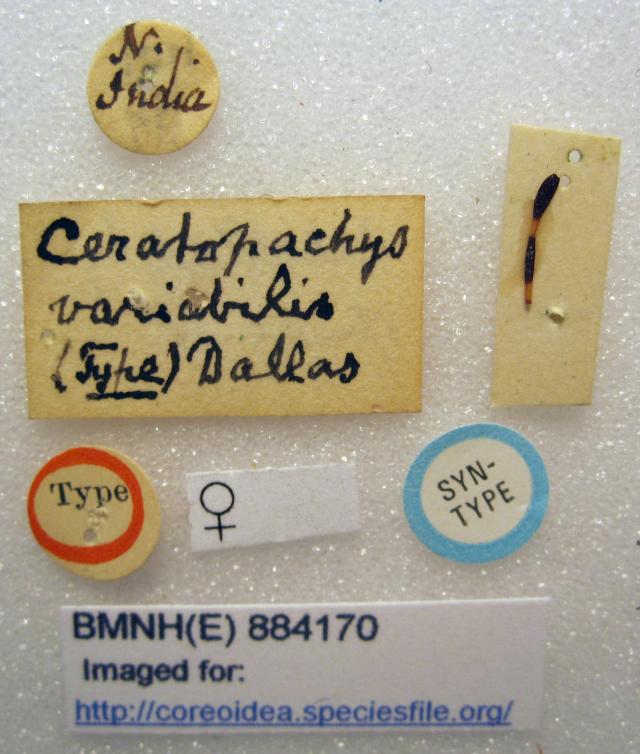 N.
India
Ceratopachys
variabilis
(Type) Dallas
Type
♀
SYN-
TYPE
BMNH(E) 884170
Imaged for:
http://coreoidea.speciesfile.org/